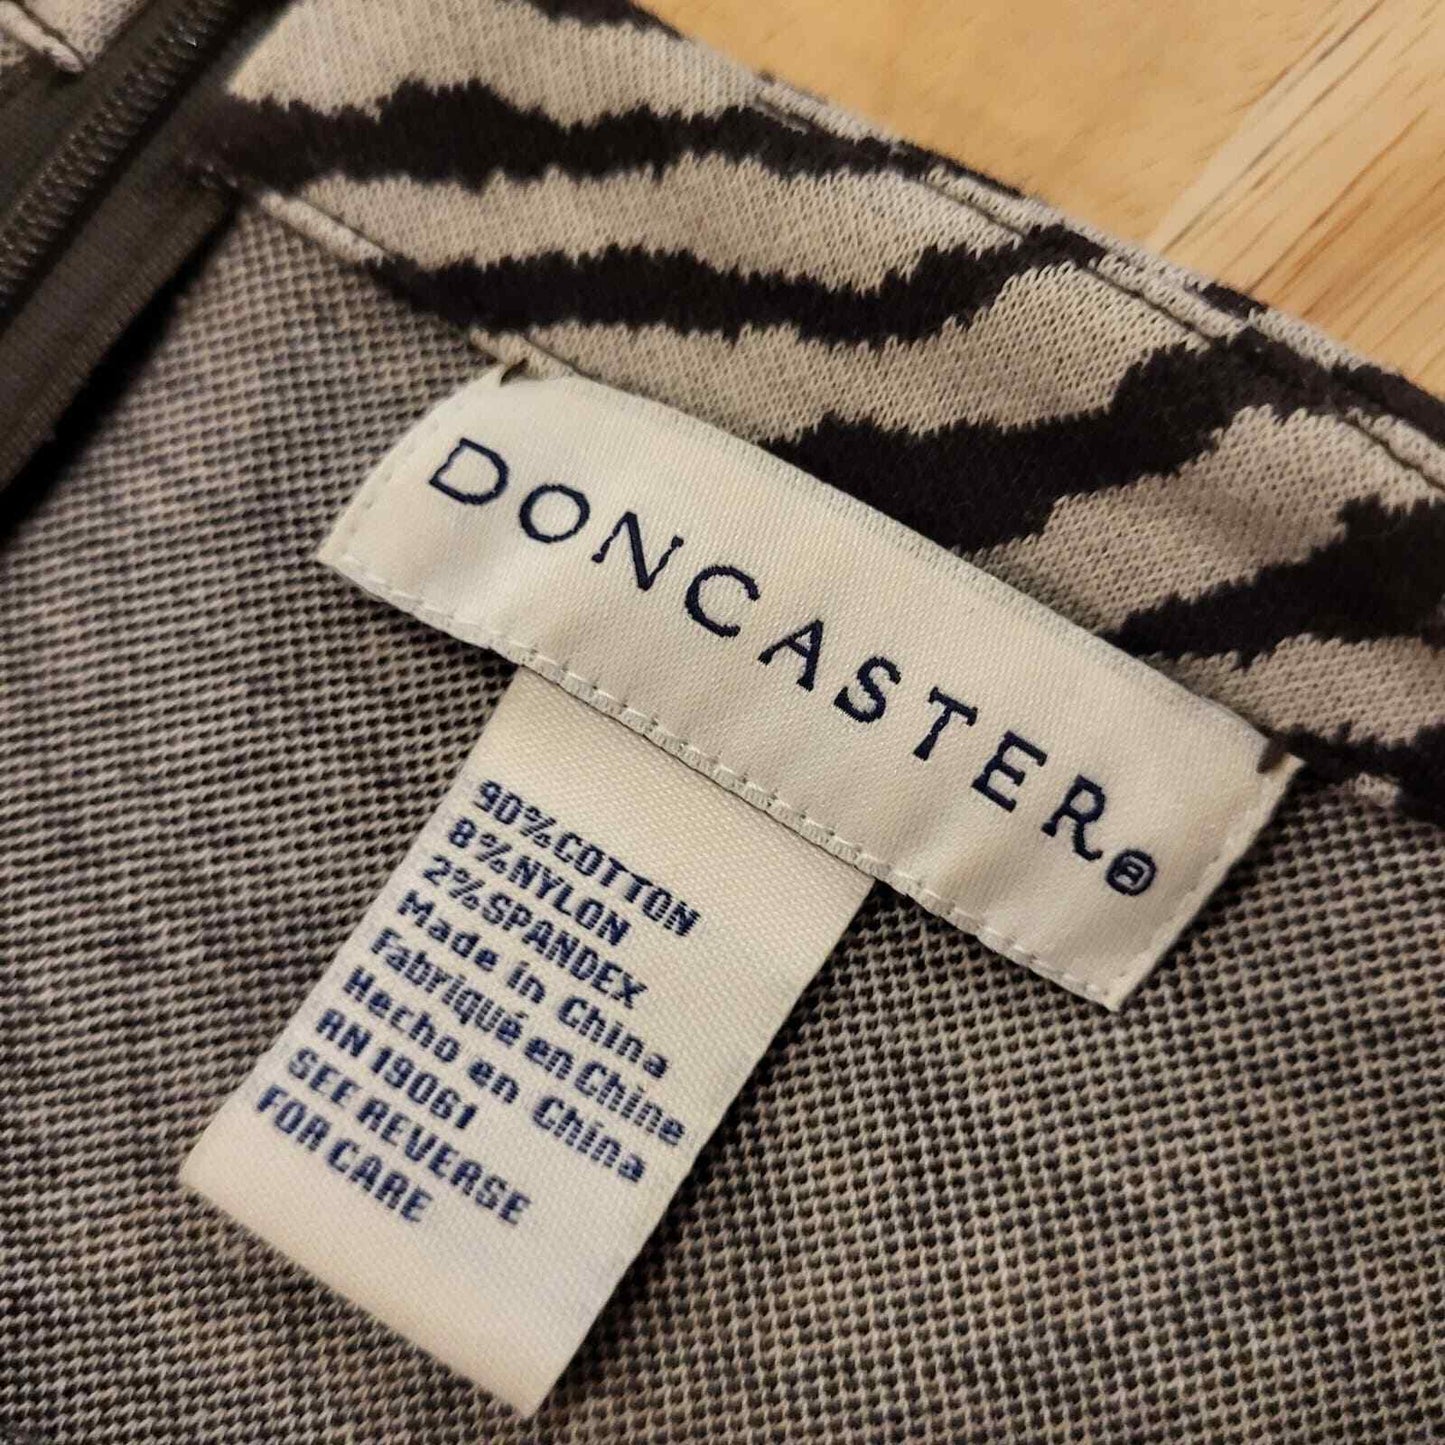 DONCASTER®
90%COTTON
8%NYLON
2%SPANDEX
Made in China
Fabriqué en Chine
Hecho en China
RN 19061
SEE REVERSE
FOR CARE